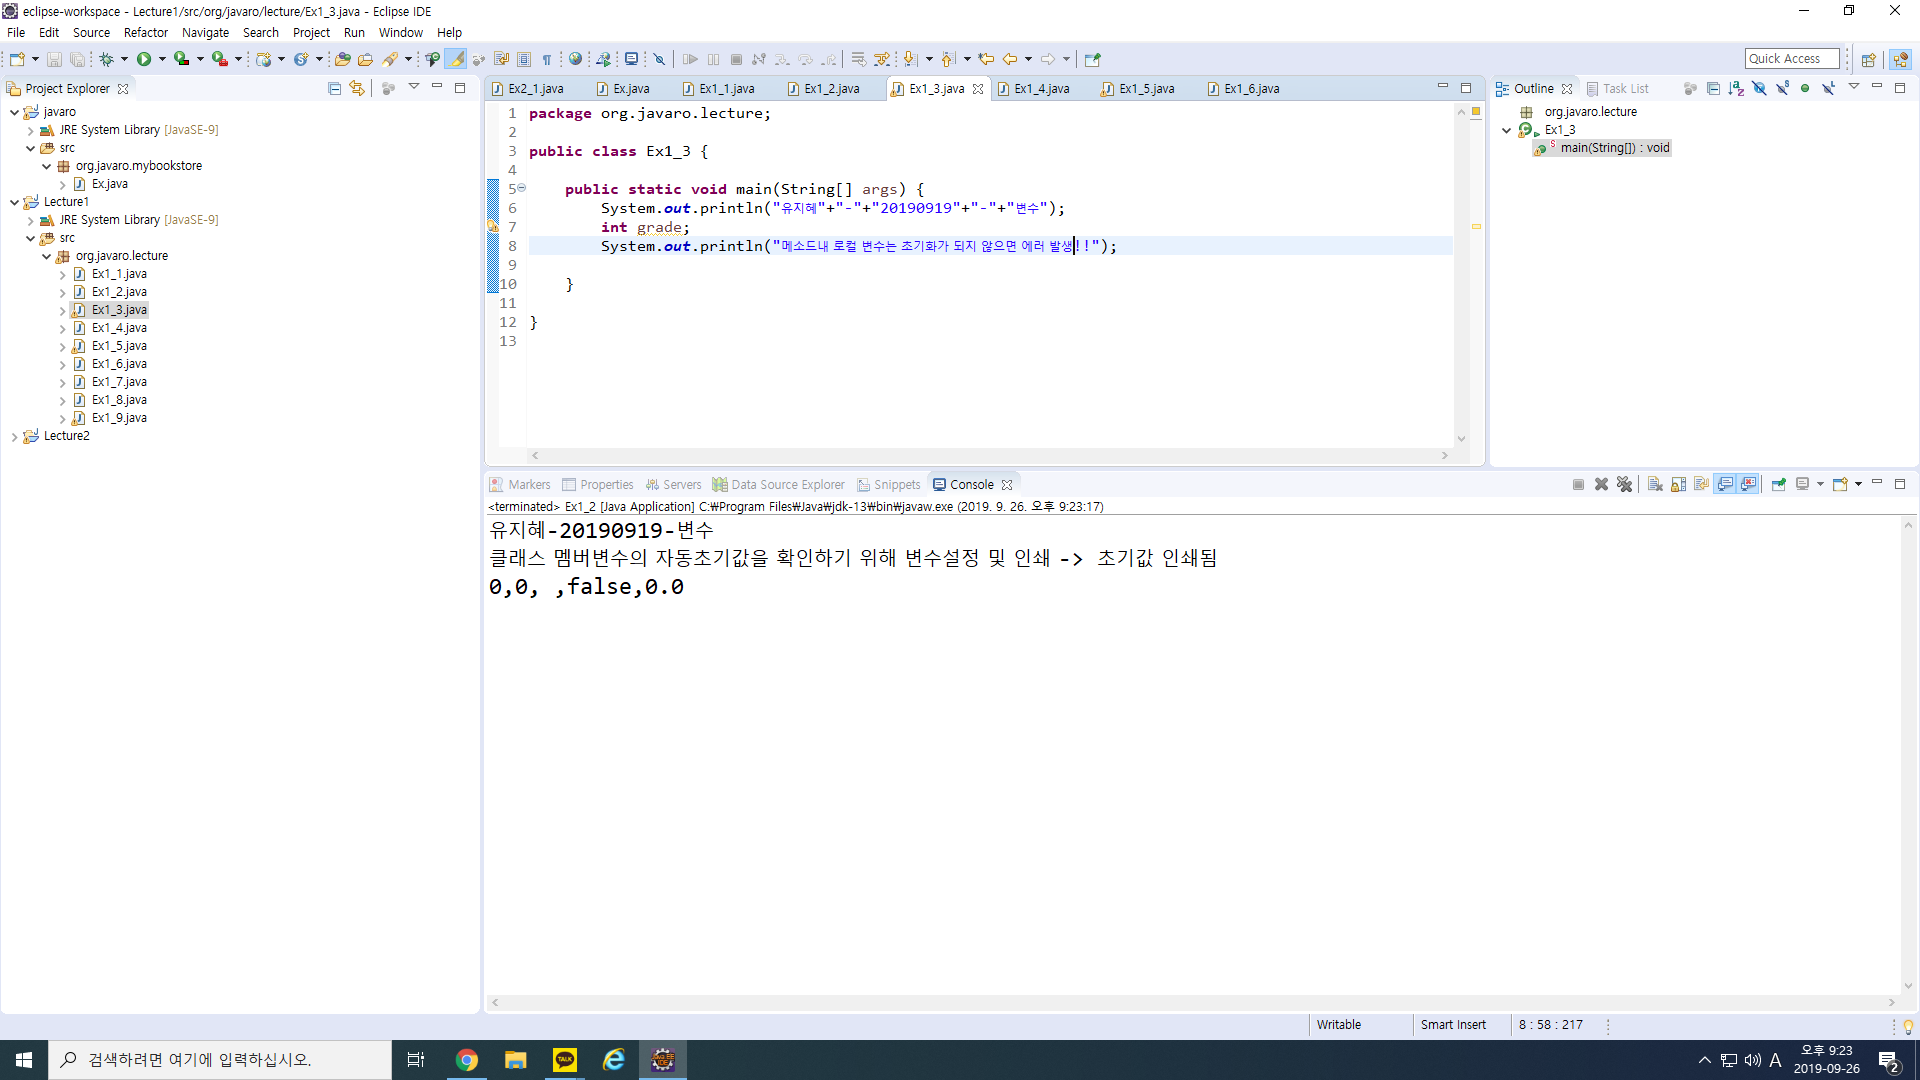 eclipse-workspace - Lecture1/src/org/javaro/lecture/Ex1_3.java - Eclipse IDE
File Edit Source Refactor Navigate Search Project Run Window Help
Quick Access
Project Explorer
javaro
JRE System Library [JavaSE-9]
src
org.javaro.mybookstore
Ex.java
Lecture1
JRE System Library [JavaSE-9]
src
org.javaro.lecture
Ex1_1.java
Ex1_2.java
Ex1_3.java
Ex1_4.java
Ex1_5.java
Ex1_6.java
Ex1_7.java
Ex1_8.java
Ex1_9.java
Lecture2
Ex2_1.java Ex.java Ex1_1.java Ex1_2.java Ex1_3.java Ex1_4.java Ex1_5.java Ex1_6.java
1 package org.javaro.lecture;
2
3 public class Ex1_3 {
4
5 public static void main(String[] args) {
6 System.out.println("유지혜"+"-"+"20190919"+"-"+"변수");
7 int grade;
8 System.out.println("메소드내 로컬 변수는 초기화가 되지 않으면 에러 발생!!");
9
10 }
11
12 }
13
Outline Task List
org.javaro.lecture
Ex1_3
main(String[]) : void
Markers Properties Servers Data Source Explorer Snippets Console
<terminated> Ex1_2 [Java Application] C:₩Program Files₩Java₩jdk-13₩bin₩javaw.exe (2019. 9. 26. 오후 9:23:17)
유지혜-20190919-변수
클래스 멤버변수의 자동초기값을 확인하기 위해 변수설정 및 인쇄 -> 초기값 인쇄됨
0,0, ,false,0.0
Writable Smart Insert 8 : 58 : 217
검색하려면 여기에 입력하십시오.
TALK
A
오후 9:23
2019-09-26
2